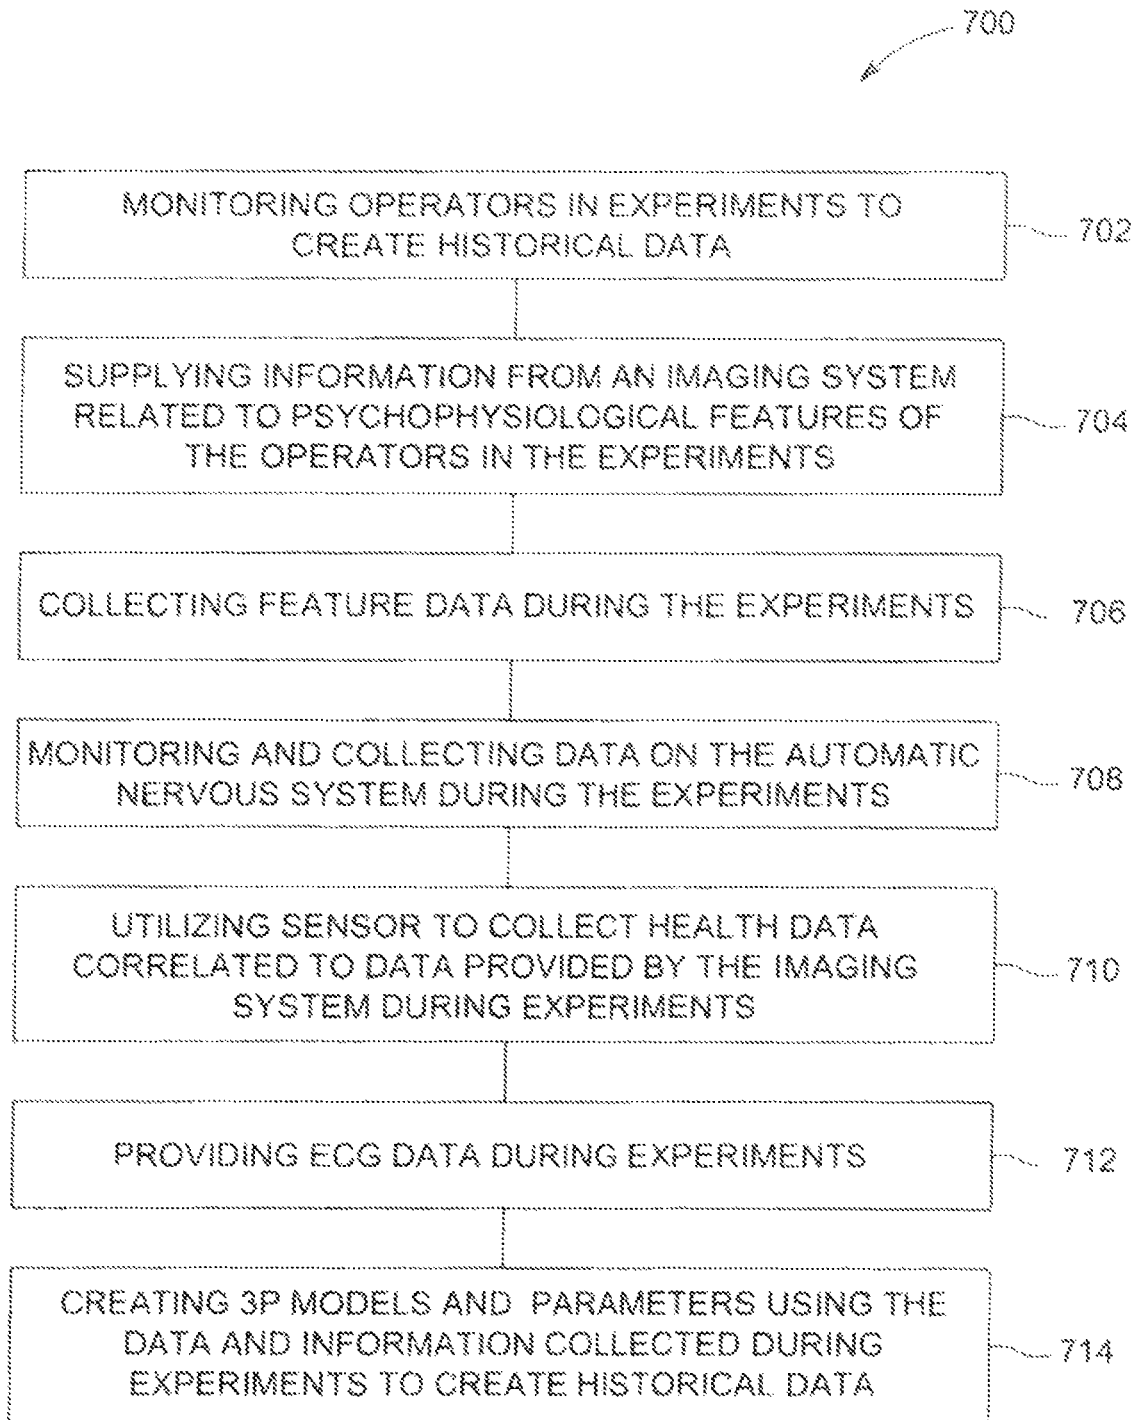 700
MONITORING OPERATORS IN EXPERIMENTS TO
CREATE HISTORICAL DATA
702
SUPPLYING INFORMATION FROM AN IMAGING SYSTEM
RELATED TO PSYCHOPHYSIOLOGICAL FEATURES OF
THE OPERATORS IN THE EXPERIMENTS
704
COLLECTING FEATURE DATA DURING THE EXPERIMENTS
706
MONITORING AND COLLECTING DATA ON THE AUTOMATIC
NERVOUS SYSTEM DURING THE EXPERIMENTS
708
UTILIZING SENSOR TO COLLECT HEALTH DATA
CORRELATED TO DATA PROVIDED BY THE IMAGING
SYSTEM DURING EXPERIMENTS
710
PROVIDING ECG DATA DURING EXPERIMENTS
712
CREATING 3P MODELS AND PARAMETERS USING THE
DATA AND INFORMATION COLLECTED DURING
EXPERIMENTS TO CREATE HISTORICAL DATA
714